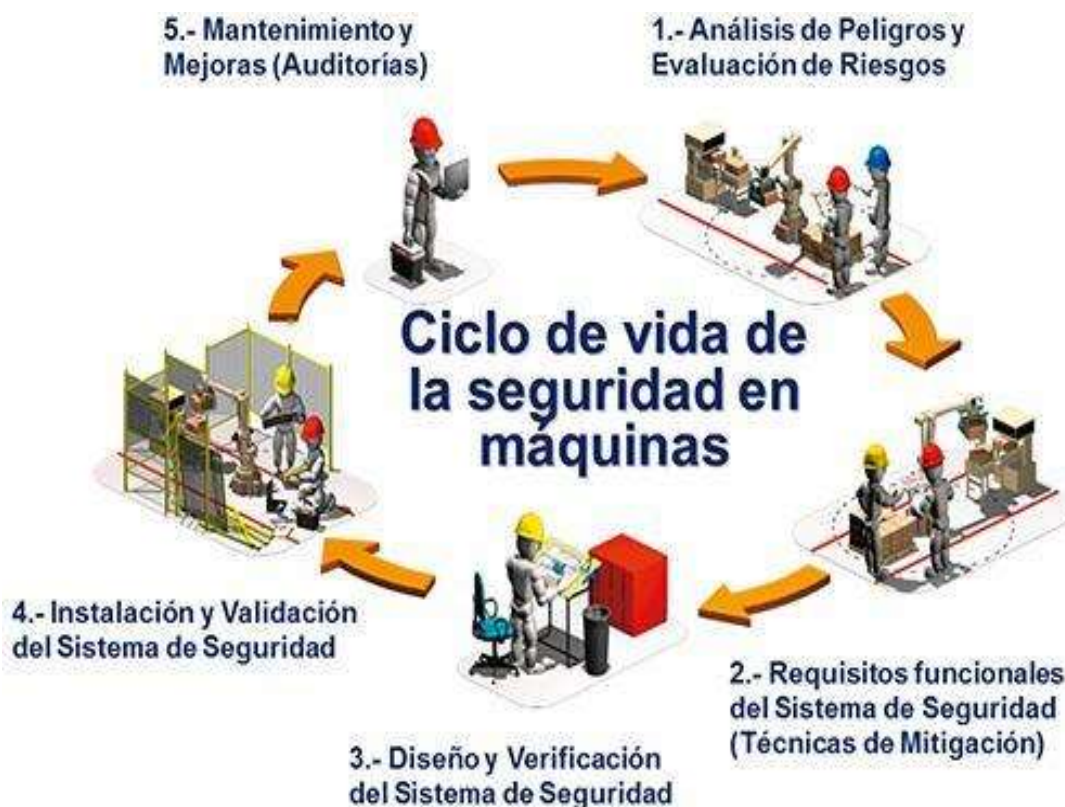 5.- Mantenimiento y
Mejoras (Auditorías)
1.- Análisis de Peligros y
Evaluación de Riesgos
Ciclo de vida de
la seguridad en
máquinas
4.- Instalación y Validación
del Sistema de Seguridad
2.- Requisitos funcionales
del Sistema de Seguridad
(Técnicas de Mitigación)
3.- Diseño y Verificación
del Sistema de Seguridad